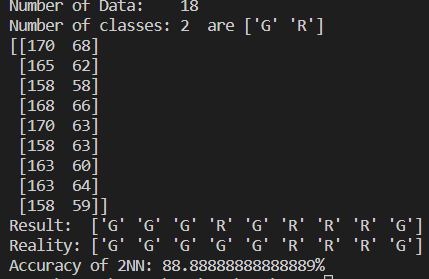 Number of Data:    18
Number of classes: 2  are ['G' 'R']
[[170  68]
 [165  62]
 [158  58]
 [168  66]
 [170  63]
 [158  63]
 [163  60]
 [163  64]
 [158  59]]
Result:  ['G' 'G' 'G' 'R' 'G' 'R' 'R' 'R' 'G']
Reality: ['G' 'G' 'G' 'G' 'G' 'R' 'R' 'R' 'G']
Accuracy of 2NN: 88.88888888888889%